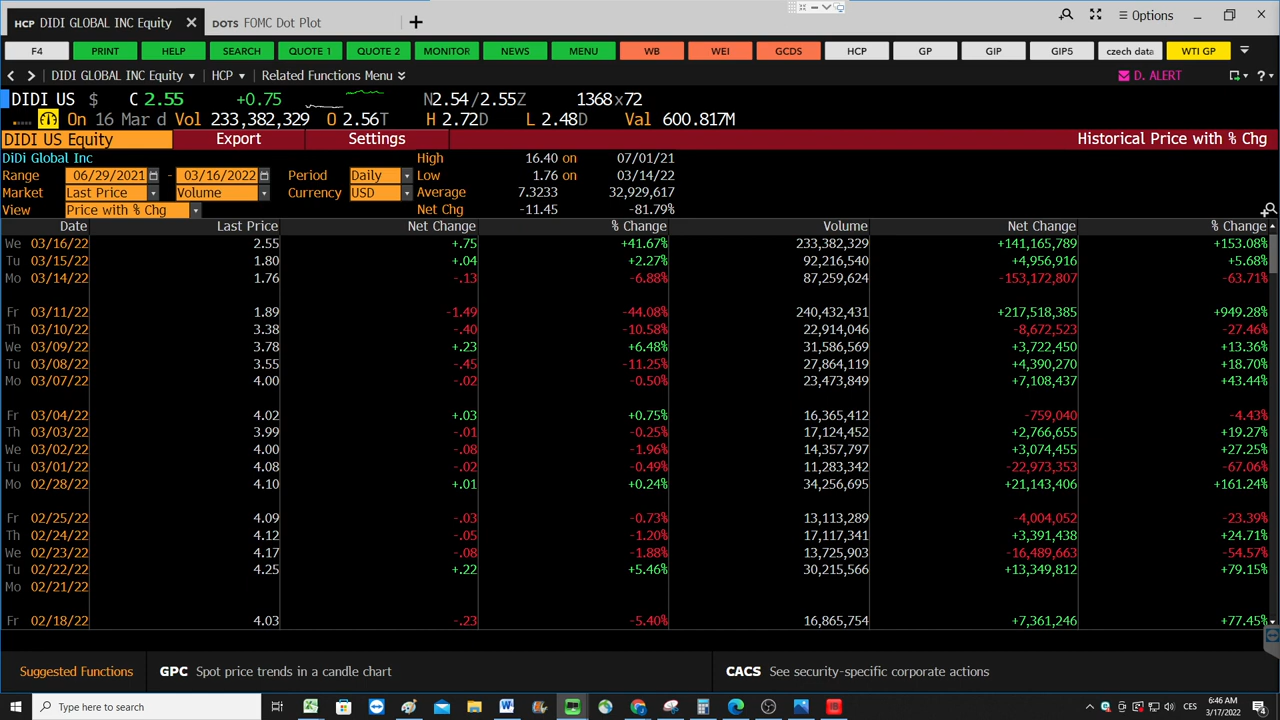 HCP DIDI GLOBAL INC Equity DOTS FOMC Dot Plot Options
F4 PRINT HELP SEARCH QUOTE 1 QUOTE 2 MONITOR NEWS MENU WB WEI GCDS HCP GP GIP GIP5 czech data WTI GP
DIDI GLOBAL INC Equity HCP Related Functions Menu D. ALERT
DIDI US $ C 2.55 +0.75 N2.54 / 2.55Z 1368x72
On 16 Mar d Vol 233,382,329 O 2.56T H 2.72D L 2.48D Val 600.817M
DIDI US Equity Export Settings Historical Price with % Chg
DiDi Global Inc High 16.40 on 07/01/21
Range 06/29/2021 - 03/16/2022 Period Daily Low 1.76 on 03/14/22
Market Last Price Volume Currency USD Average 7.3233 32,929,617
View Price with % Chg Net Chg -11.45 -81.79%
Date Last Price Net Change % Change Volume Net Change % Change
We 03/16/22 2.55 +.75 +41.67% 233,382,329 +141,165,789 +153.08%
Tu 03/15/22 1.80 +.04 +2.27% 92,216,540 +4,956,916 +5.68%
Mo 03/14/22 1.76 -.13 -6.88% 87,259,624 -153,172,807 -63.71%
Fr 03/11/22 1.89 -1.49 -44.08% 240,432,431 +217,518,385 +949.28%
Th 03/10/22 3.38 -.40 -10.58% 22,914,046 -8,672,523 -27.46%
We 03/09/22 3.78 +.23 +6.48% 31,586,569 +3,722,450 +13.36%
Tu 03/08/22 3.55 -.45 -11.25% 27,864,119 +4,390,270 +18.70%
Mo 03/07/22 4.00 -.02 -0.50% 23,473,849 +7,108,437 +43.44%
Fr 03/04/22 4.02 +.03 +0.75% 16,365,412 -759,040 -4.43%
Th 03/03/22 3.99 -.01 -0.25% 17,124,452 +2,766,655 +19.27%
We 03/02/22 4.00 -.08 -1.96% 14,357,797 +3,074,455 +27.25%
Tu 03/01/22 4.08 -.02 -0.49% 11,283,342 -22,973,353 -67.06%
Mo 02/28/22 4.10 +.01 +0.24% 34,256,695 +21,143,406 +161.24%
Fr 02/25/22 4.09 -.03 -0.73% 13,113,289 -4,004,052 -23.39%
Th 02/24/22 4.12 -.05 -1.20% 17,117,341 +3,391,438 +24.71%
We 02/23/22 4.17 -.08 -1.88% 13,725,903 -16,489,663 -54.57%
Tu 02/22/22 4.25 +.22 +5.46% 30,215,566 +13,349,812 +79.15%
Mo 02/21/22
Fr 02/18/22 4.03 -.23 -5.40% 16,865,754 +7,361,246 +77.45%
Suggested Functions GPC Spot price trends in a candle chart CACS See security-specific corporate actions
Type here to search CES 6:46 AM
3/17/2022